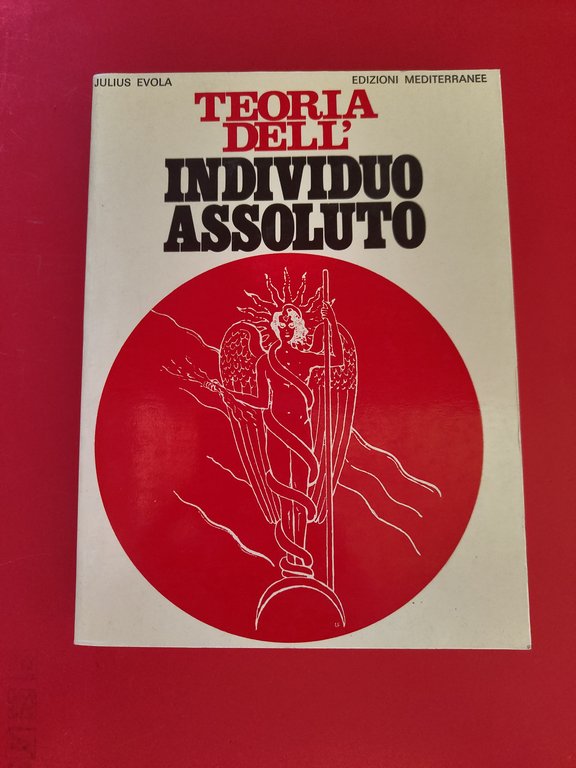 JULIUS EVOLA EDIZIONI MEDITERRANEE
TEORIA
DELL'
INDIVIDUO
ASSOLUTO